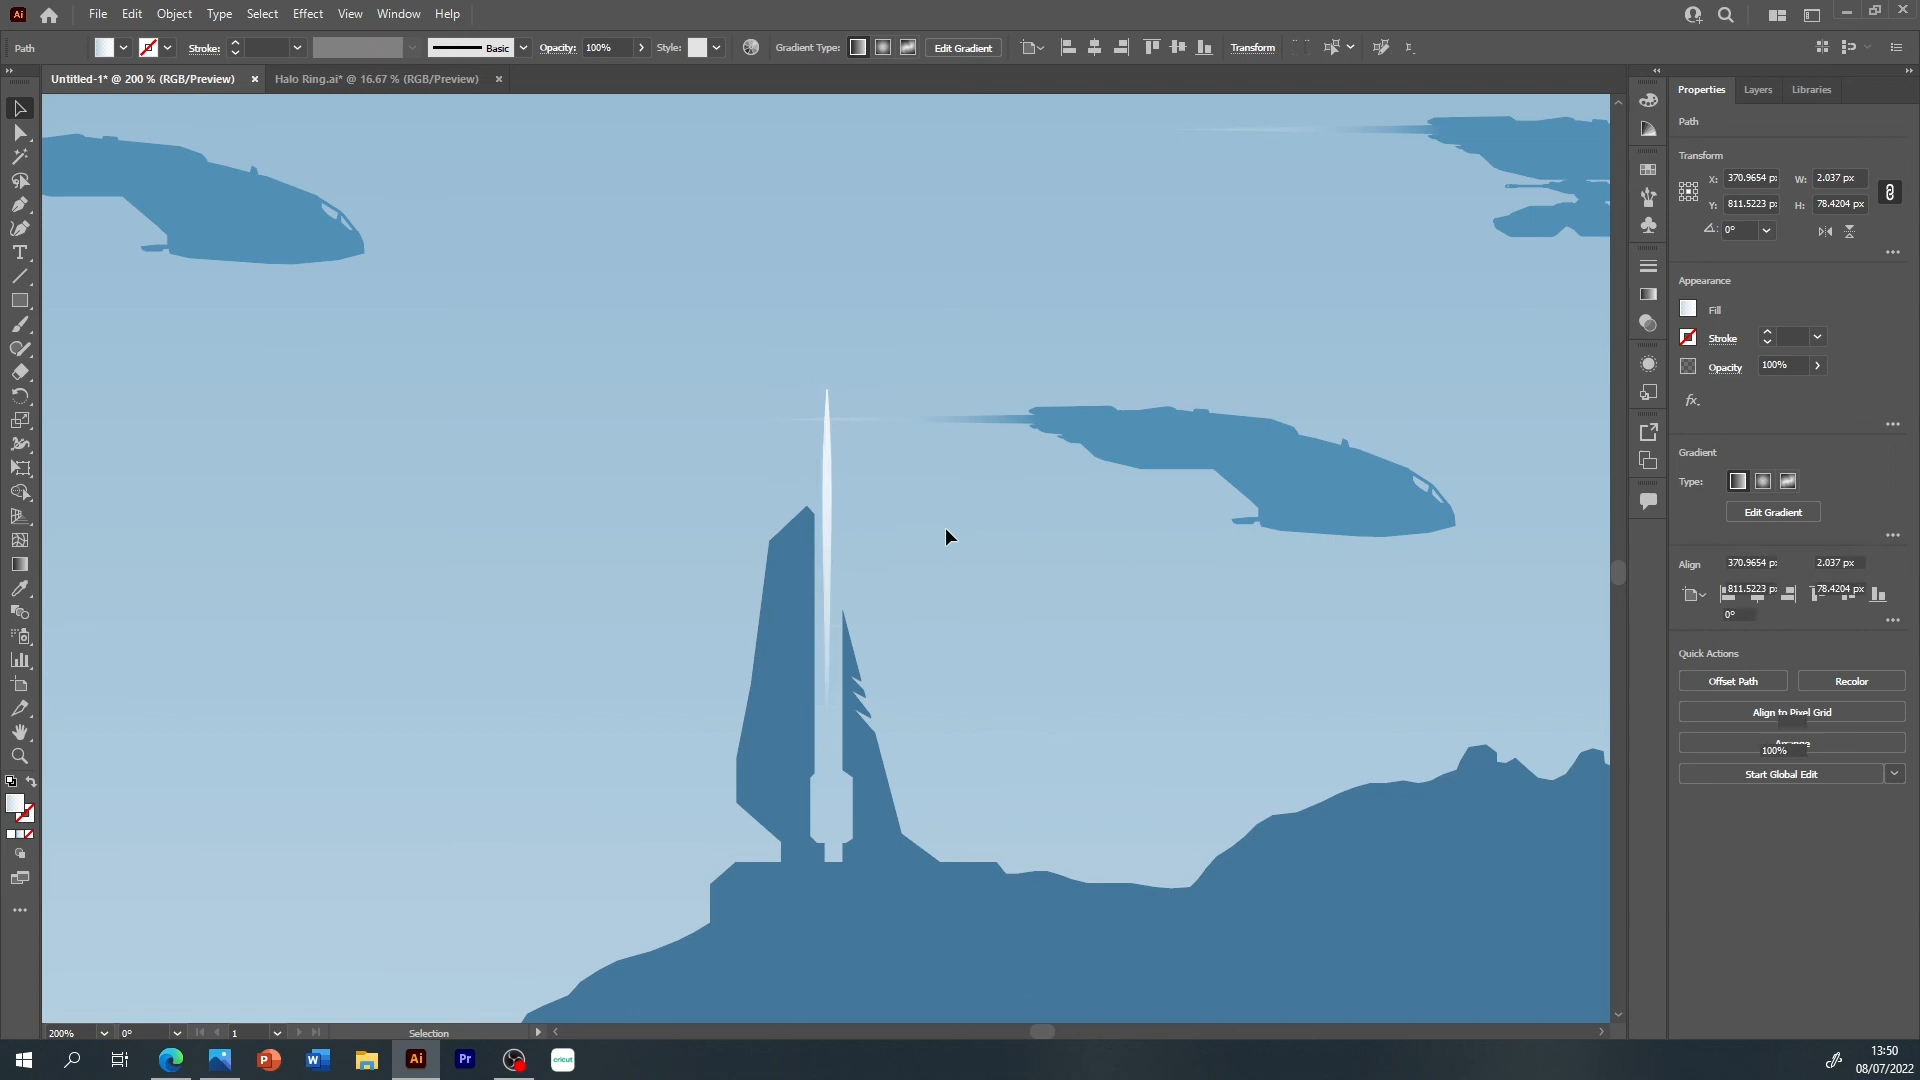 Ai File Edit Object Type Select Effect View Window Help
Path Stroke: Basic Opacity: 100% Style: Gradient Type: Edit Gradient Transform
Untitled-1* @ 200 % (RGB/Preview) × Halo Ring.ai* @ 16.67 % (RGB/Preview) ×
Properties Layers Libraries
Path
Transform
X: 370.9654 p: W: 2.037 px
Y: 811.5223 p: H: 78.4204 px
0°
Appearance
Fill
Stroke
Opacity 100%
fx.
Gradient
Type:
Edit Gradient
Align 370.9654 p: 2.037 px
811.5223 p: 78.4204 px
0°
Quick Actions
Offset Path Recolor
Align to Pixel Grid
Arrange
100%
Start Global Edit
200% 0° 1 Selection
Ai Pr cricut
13:50
08/07/2022